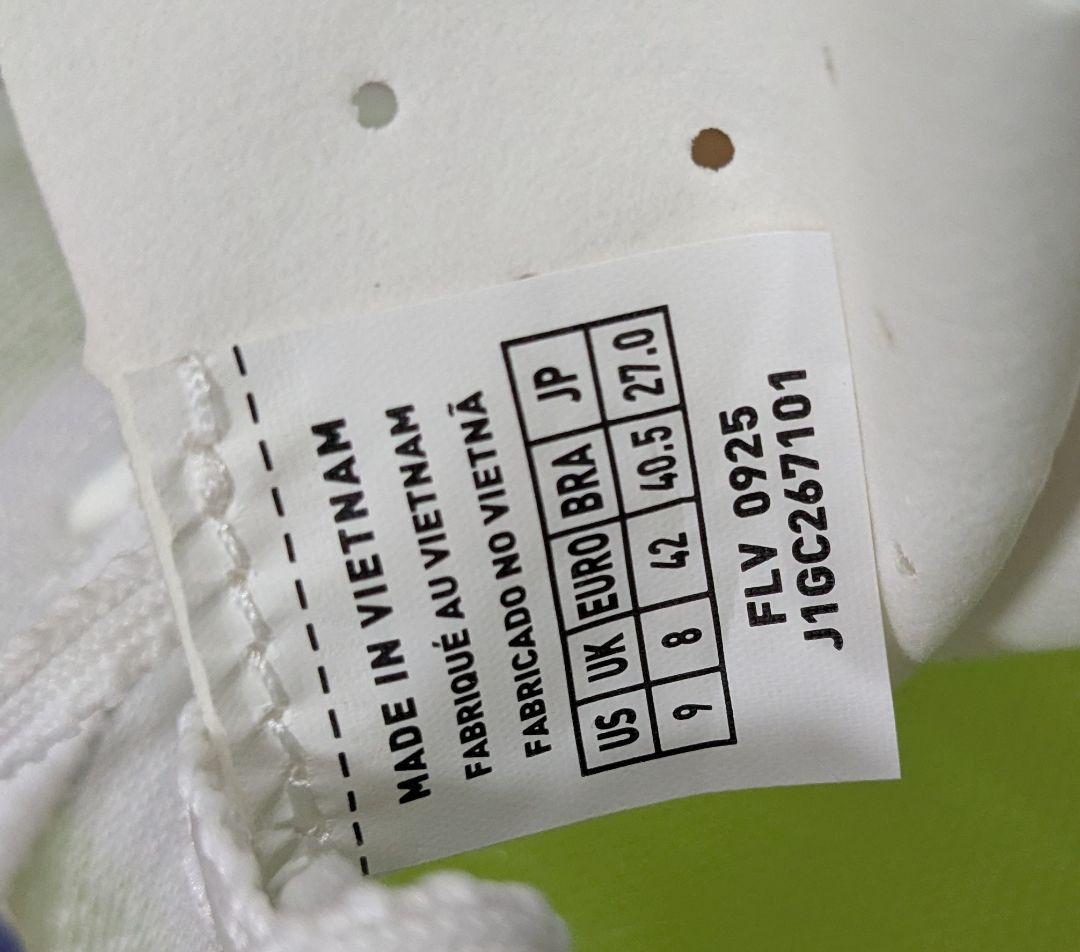 MADE IN VIETNAM
FABRIQUÉ AU VIETNAM
FABRICADO NO VIETNÃ
US UK EURO BRA JP
9 8 42 40.5 27.0
FLV 0925
J1GC267101